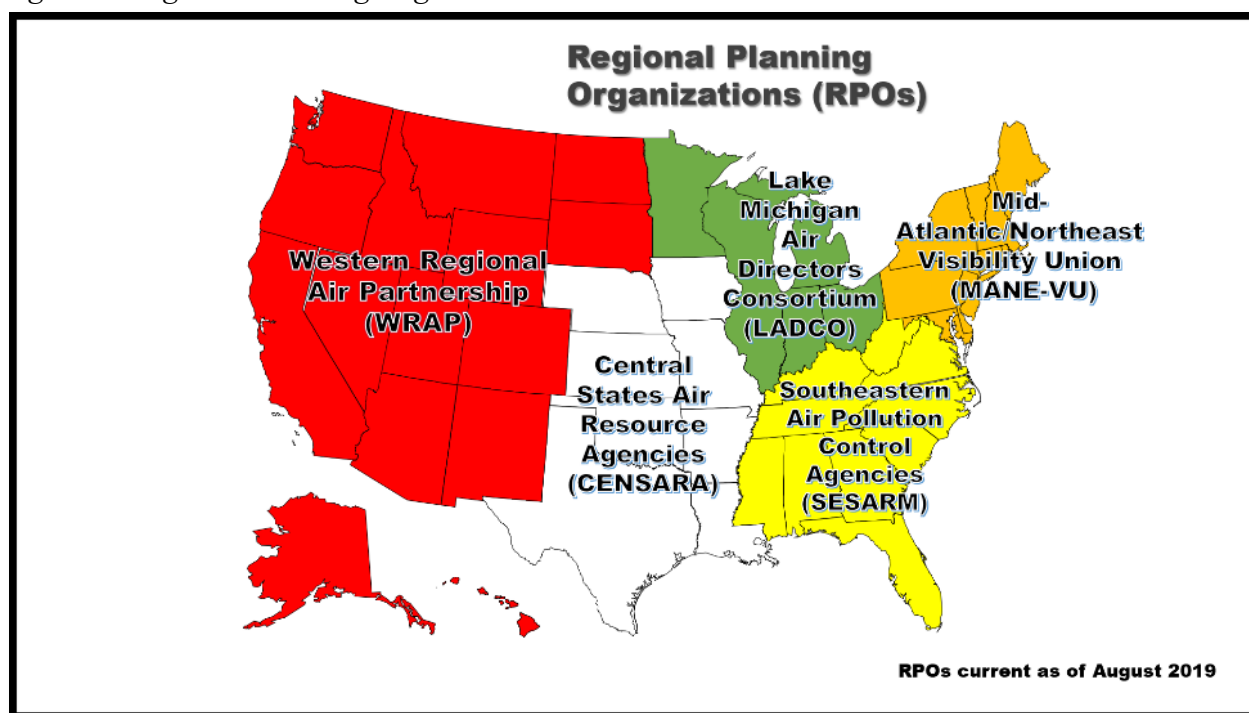 Regional Planning
Organizations (RPOs)
Western Regional
Air Partnership
(WRAP)
Lake
Michigan
Air
Directors
Consortium
(LADCO)
Mid-
Atlantic/Northeast
Visibility Union
(MANE-VU)
Central
States Air
Resource
Agencies
(CENSARA)
Southeastern
Air Pollution
Control
Agencies
(SESARM)
RPOs current as of August 2019